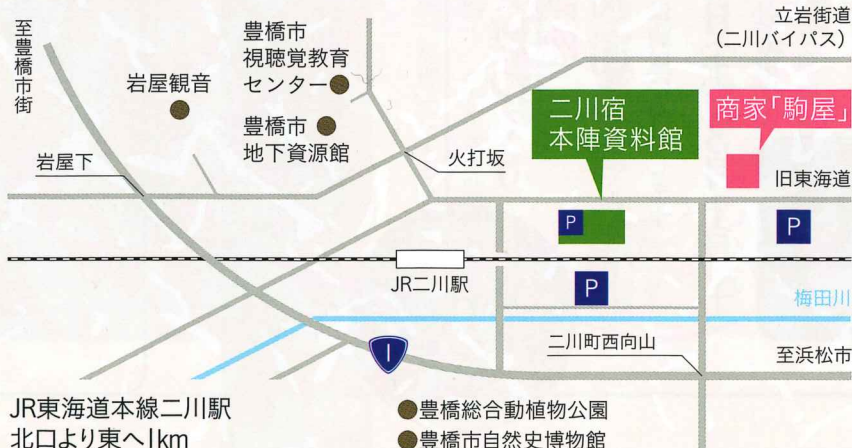 至豊橋市街
岩屋観音
豊橋市
視聴覚教育
センター
豊橋市
地下資源館
立岩街道
(二川バイパス)
二川宿
本陣資料館
商家「駒屋」
岩屋下
火打坂
旧東海道
P
P
JR二川駅
P
梅田川
1
二川町西向山
至浜松市
JR東海道本線二川駅
北口より東へ1km
豊橋総合動植物公園
豊橋市自然史博物館